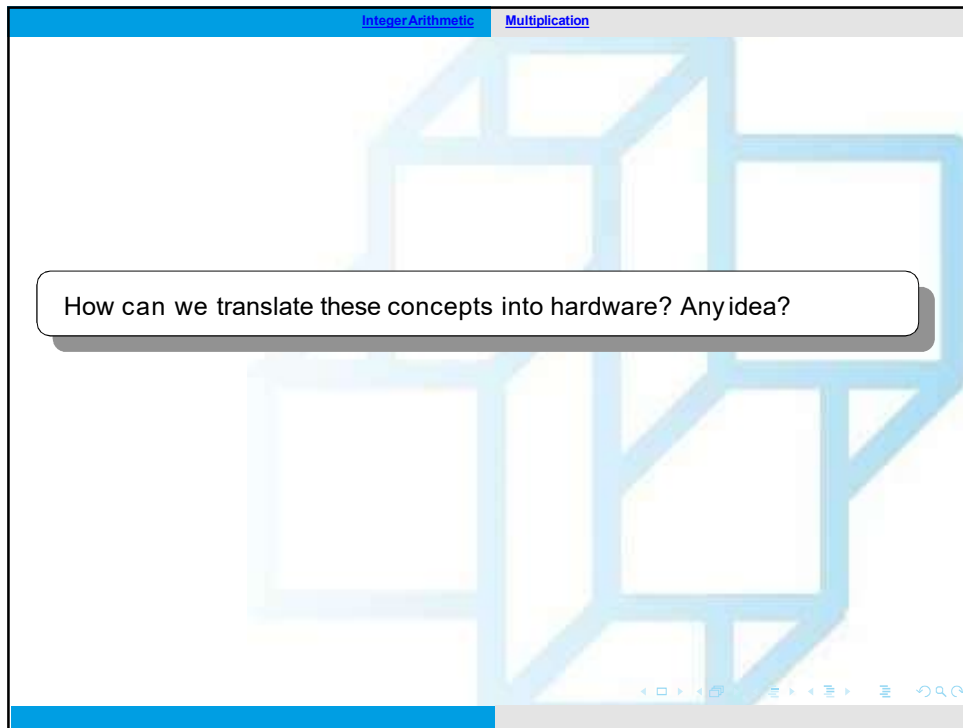 Integer Arithmetic Multiplication
How can we translate these concepts into hardware? Any idea?